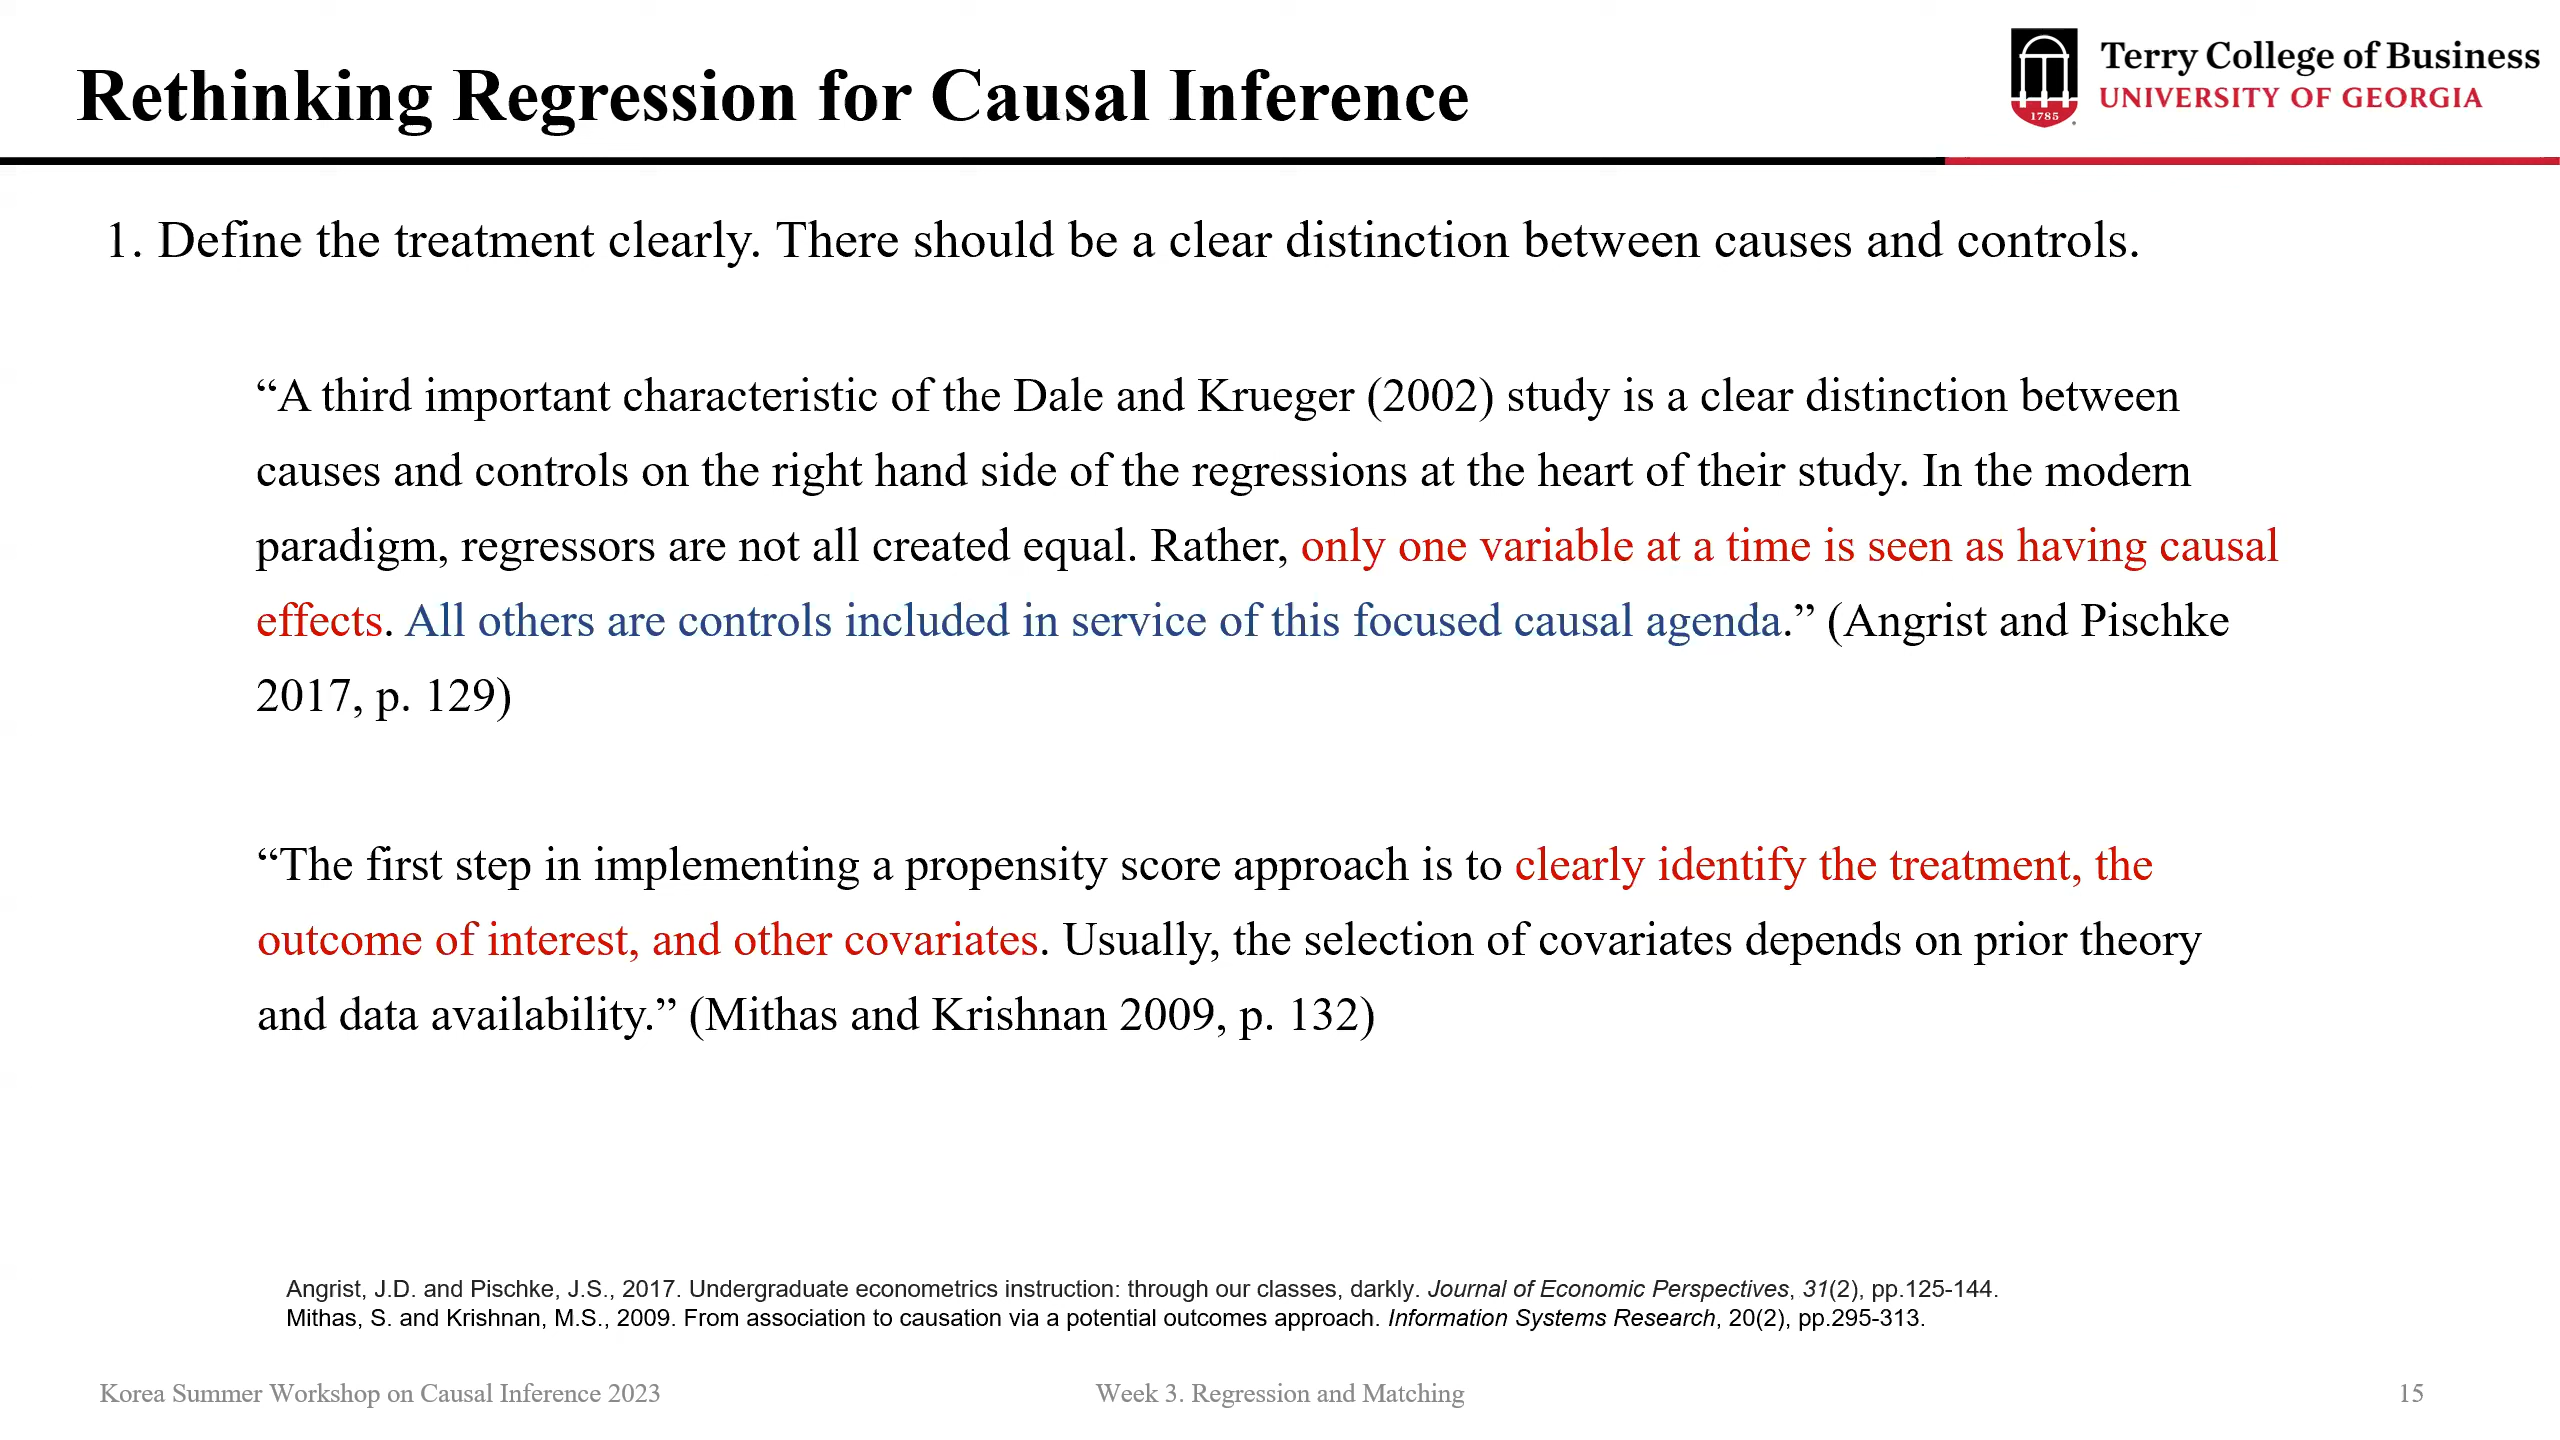 Rethinking Regression for Causal Inference
Terry College of Business
UNIVERSITY OF GEORGIA
1785
1. Define the treatment clearly. There should be a clear distinction between causes and controls.
“A third important characteristic of the Dale and Krueger (2002) study is a clear distinction between
causes and controls on the right hand side of the regressions at the heart of their study. In the modern
paradigm, regressors are not all created equal. Rather, only one variable at a time is seen as having causal
effects. All others are controls included in service of this focused causal agenda.” (Angrist and Pischke
2017, p. 129)
“The first step in implementing a propensity score approach is to clearly identify the treatment, the
outcome of interest, and other covariates. Usually, the selection of covariates depends on prior theory
and data availability.” (Mithas and Krishnan 2009, p. 132)
Angrist, J.D. and Pischke, J.S., 2017. Undergraduate econometrics instruction: through our classes, darkly. Journal of Economic Perspectives, 31(2), pp.125-144.
Mithas, S. and Krishnan, M.S., 2009. From association to causation via a potential outcomes approach. Information Systems Research, 20(2), pp.295-313.
Korea Summer Workshop on Causal Inference 2023
Week 3. Regression and Matching
15